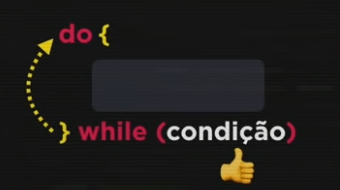 do {
} while (condição)